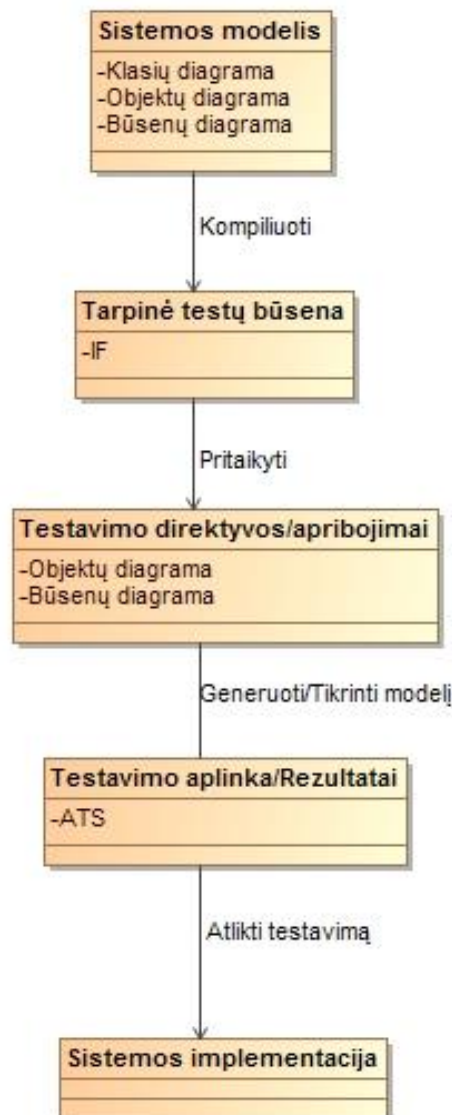 Sistemos modelis
-Klasių diagrama
-Objektų diagrama
-Būsenų diagrama
Kompiliuoti
Tarpinė testų būsena
-IF
Pritaikyti
Testavimo direktyvos/apribojimai
-Objektų diagrama
-Būsenų diagrama
Generuoti/Tikrinti modelį
Testavimo aplinka/Rezultatai
-ATS
Atlikti testavimą
Sistemos implementacija